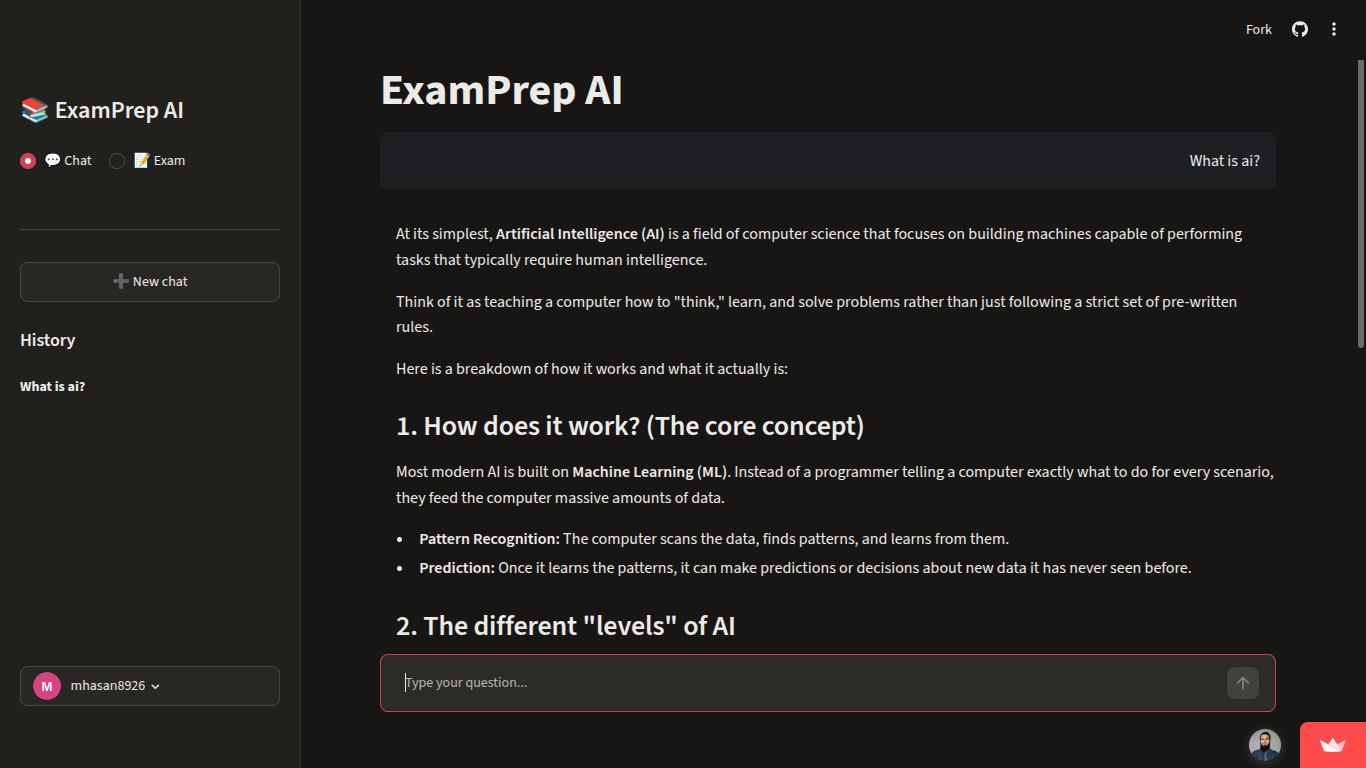 Fork
📚 ExamPrep AI
💬 Chat
📝 Exam
➕ New chat
History
What is ai?
M
mhasan8926
ExamPrep AI
What is ai?
At its simplest, Artificial Intelligence (AI) is a field of computer science that focuses on building machines capable of performing
tasks that typically require human intelligence.
Think of it as teaching a computer how to "think," learn, and solve problems rather than just following a strict set of pre-written
rules.
Here is a breakdown of how it works and what it actually is:
1. How does it work? (The core concept)
Most modern AI is built on Machine Learning (ML). Instead of a programmer telling a computer exactly what to do for every scenario,
they feed the computer massive amounts of data.
• Pattern Recognition: The computer scans the data, finds patterns, and learns from them.
• Prediction: Once it learns the patterns, it can make predictions or decisions about new data it has never seen before.
2. The different "levels" of AI
Type your question...